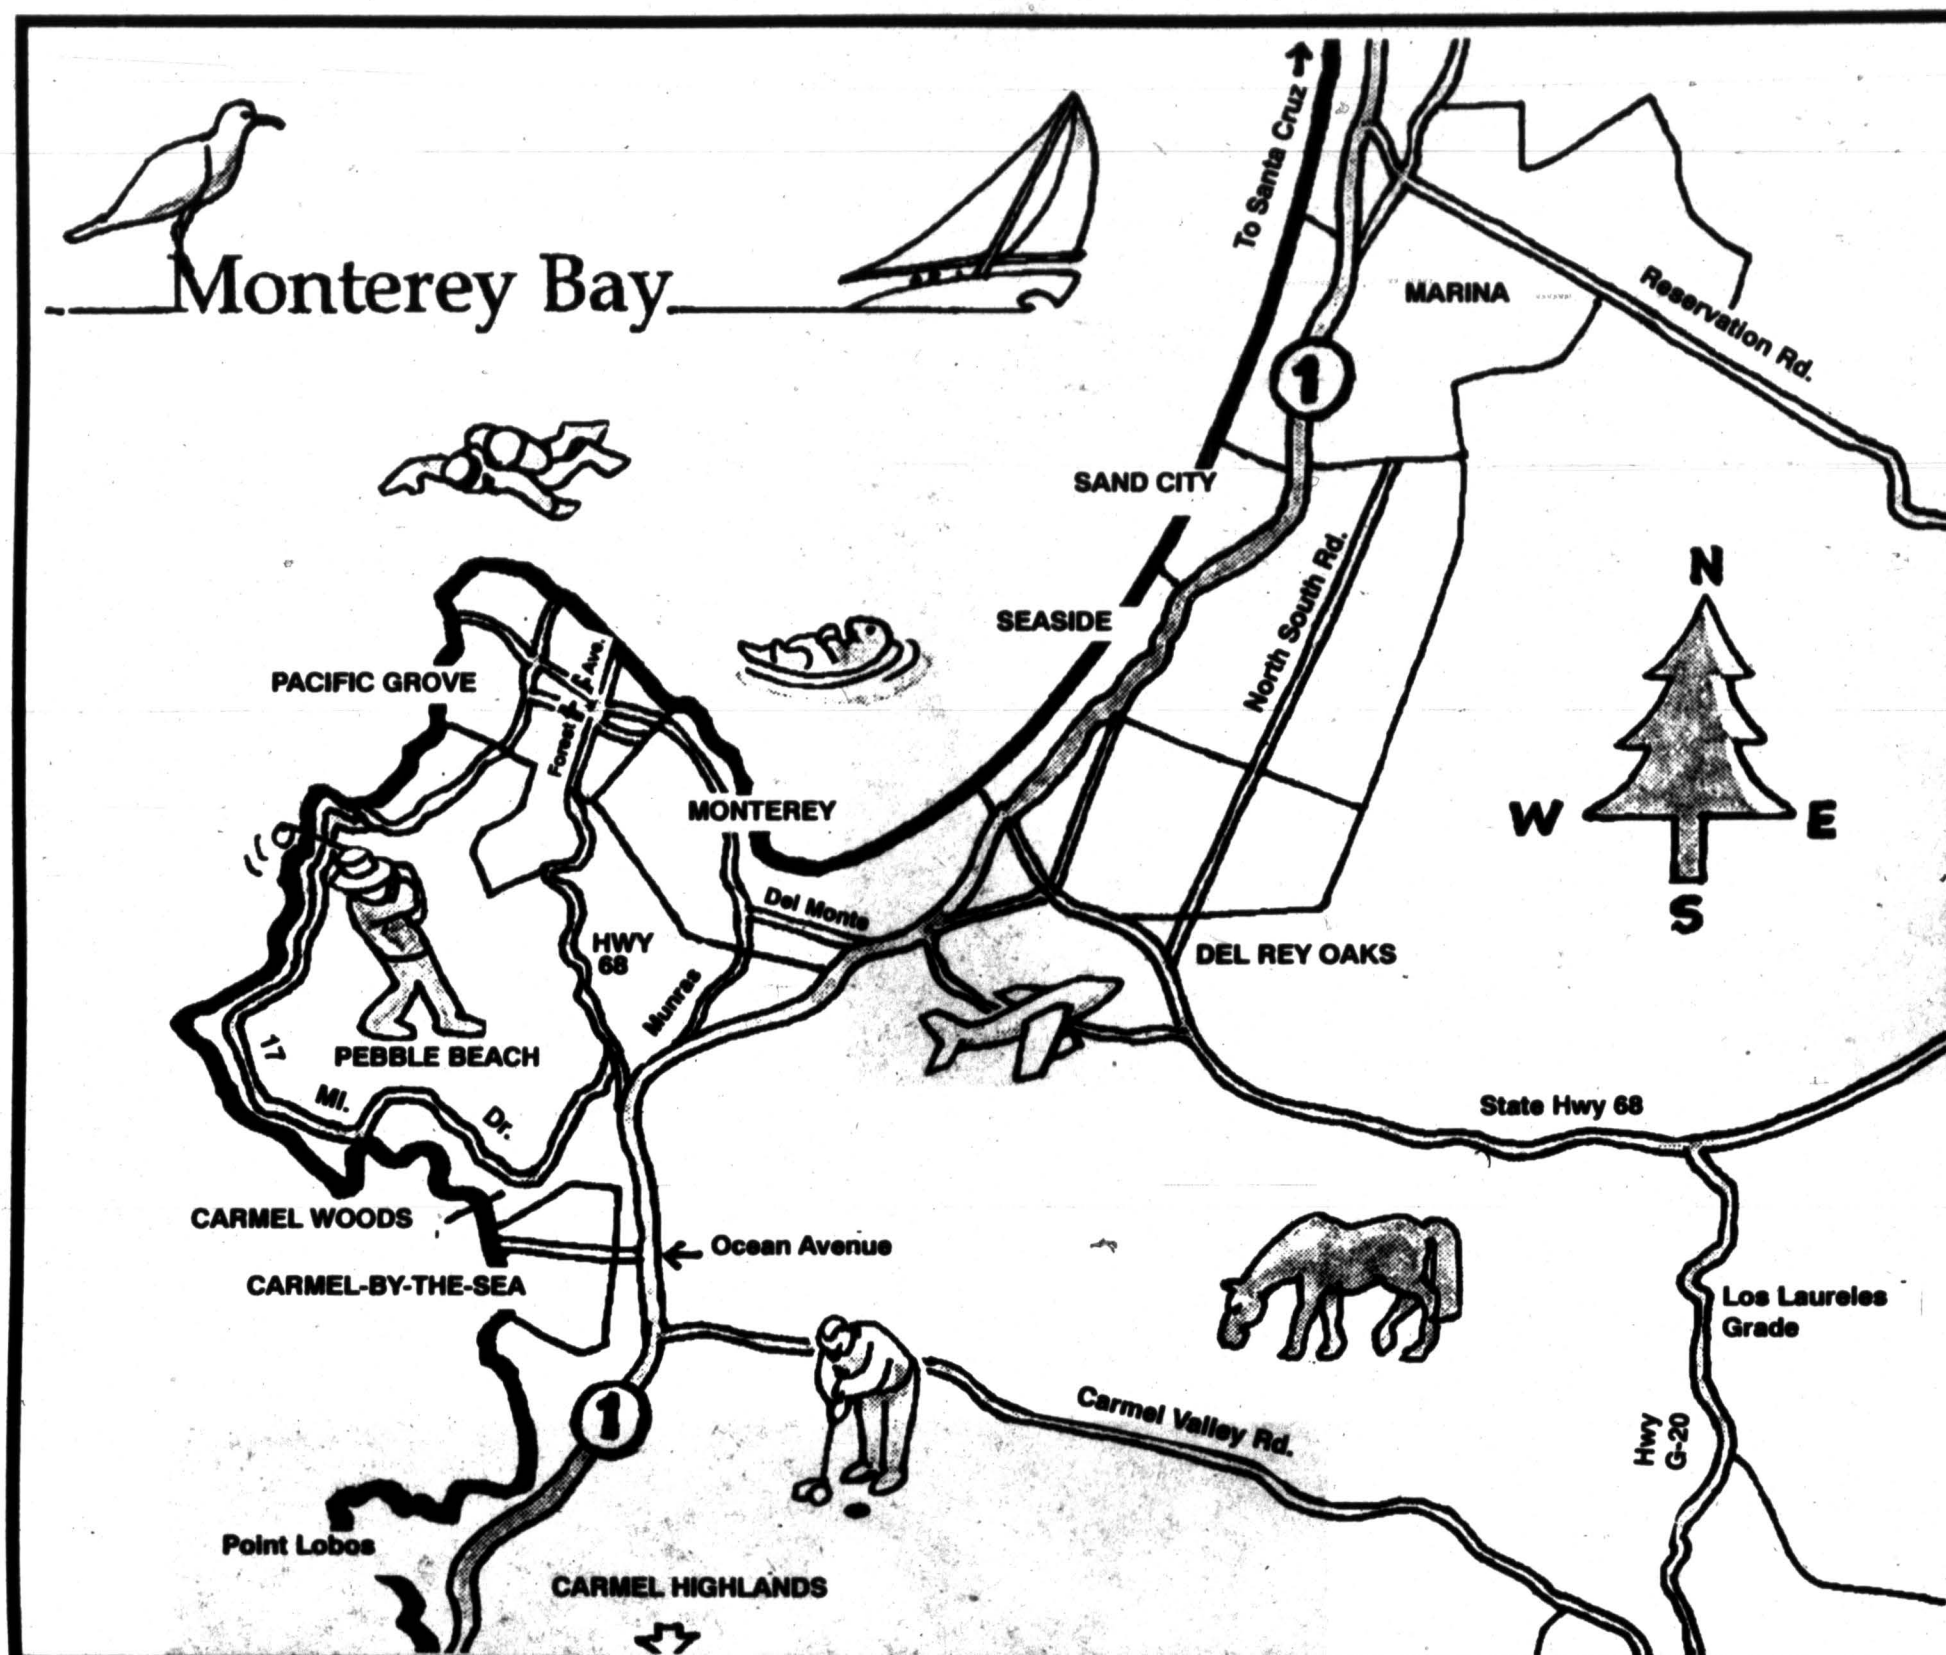 To Santa Cruz
Monterey Bay
MARINA
Reservation Rd.
1
SAND CITY
North South Rd.
N
W
E
S
SEASIDE
PACIFIC GROVE
Forest Ave.
MONTEREY
Del Monte
HWY
68
Munras
DEL REY OAKS
17
MI.
Dr.
PEBBLE BEACH
State Hwy 68
CARMEL WOODS
Ocean Avenue
CARMEL-BY-THE-SEA
Los Laureles
Grade
1
Carmel Valley Rd.
Hwy
G-20
Point Lobos
CARMEL HIGHLANDS